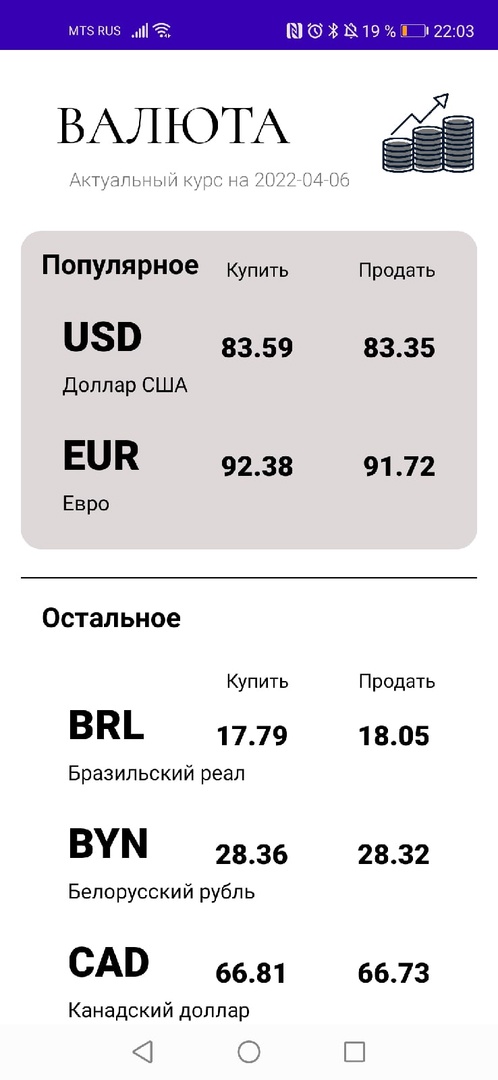 MTS RUS 19 % 22:03
ВАЛЮТА
Актуальный курс на 2022-04-06
Популярное Купить Продать
USD 83.59 83.35
Доллар США
EUR 92.38 91.72
Евро
Остальное
Купить Продать
BRL 17.79 18.05
Бразильский реал
BYN 28.36 28.32
Белорусский рубль
CAD 66.81 66.73
Канадский доллар